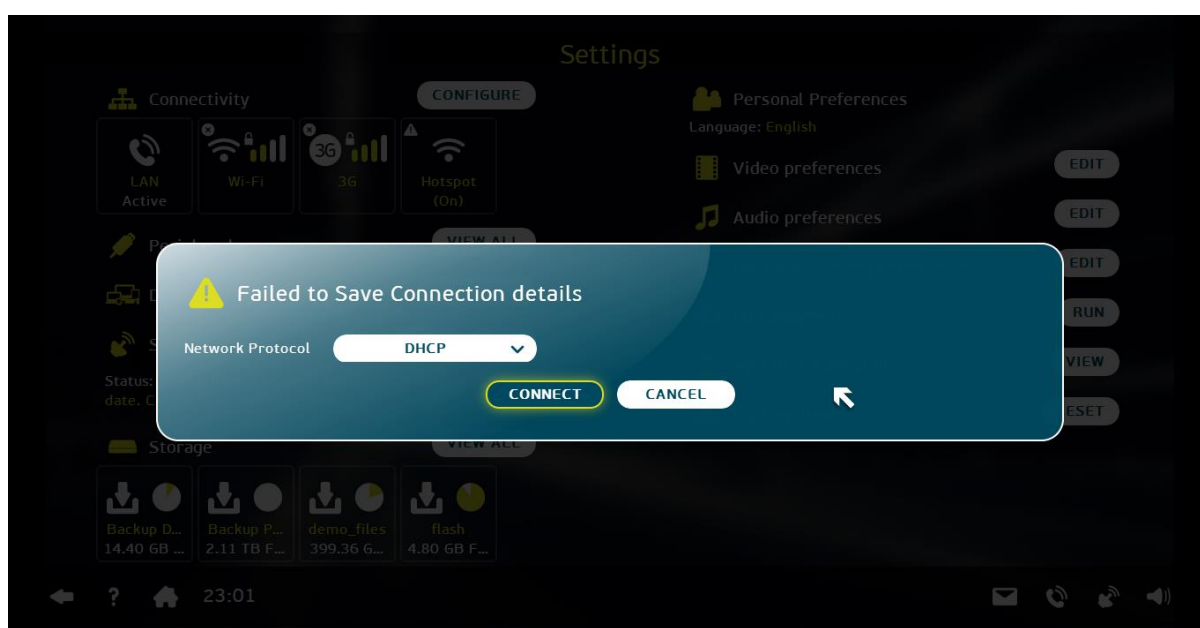 Settings
Connectivity
CONFIGURE
LAN
Active
Wi-Fi
3G
3G
Hotspot
(On)
VIEW ALL
Status:
date.
Storage
VIEW ALL
Backup D...
14.40 GB ...
Backup P...
2.11 TB F...
demo_files
399.36 G...
flash
4.80 GB F...
Personal Preferences
Language: English
Video preferences
EDIT
Audio preferences
EDIT
EDIT
RUN
VIEW
Failed to Save Connection details
Network Protocol
DHCP
CONNECT
CANCEL
?
23:01